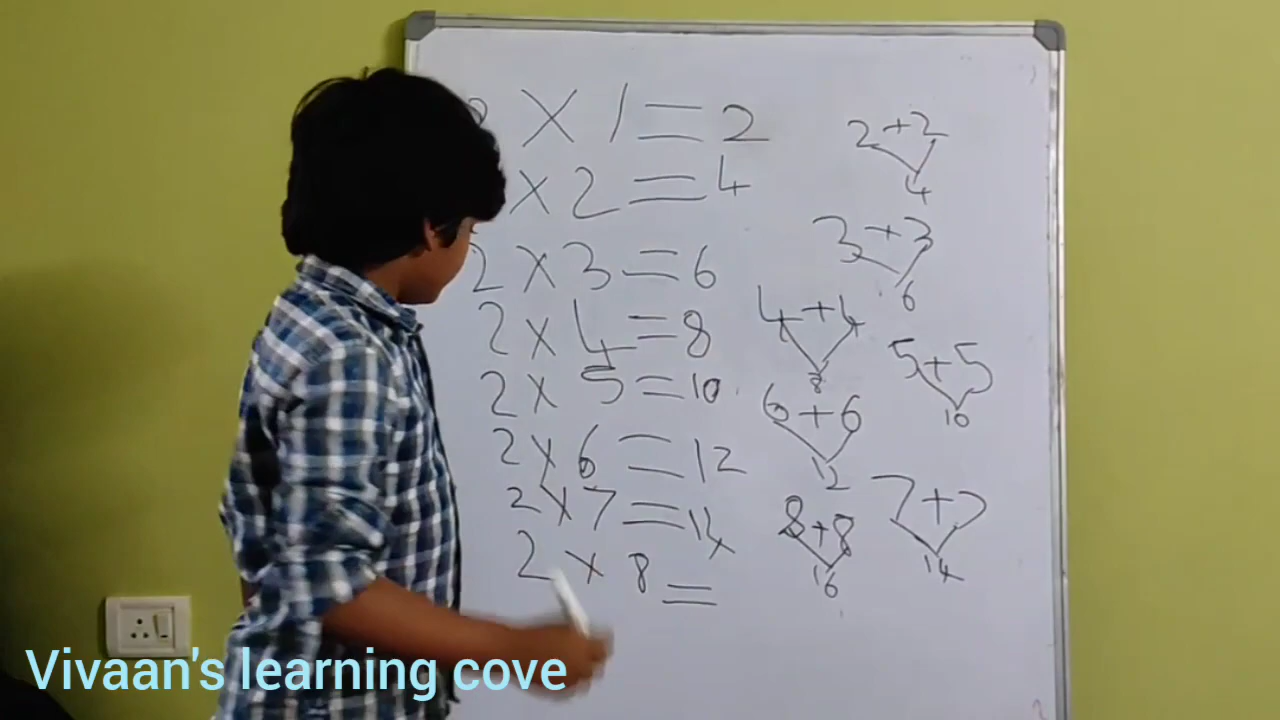 2 X 1 = 2
X 2 = 4
2 X 3 = 6
2 X 4 = 8
2 X 5 = 10
2 X 6 = 12
2 X 7 = 14
2 X 8 =
2 + 2
4
3 + 3
6
4 + 4
8
5 + 5
10
6 + 6
12
7 + 7
14
8 + 8
16
Vivaan's learning cove